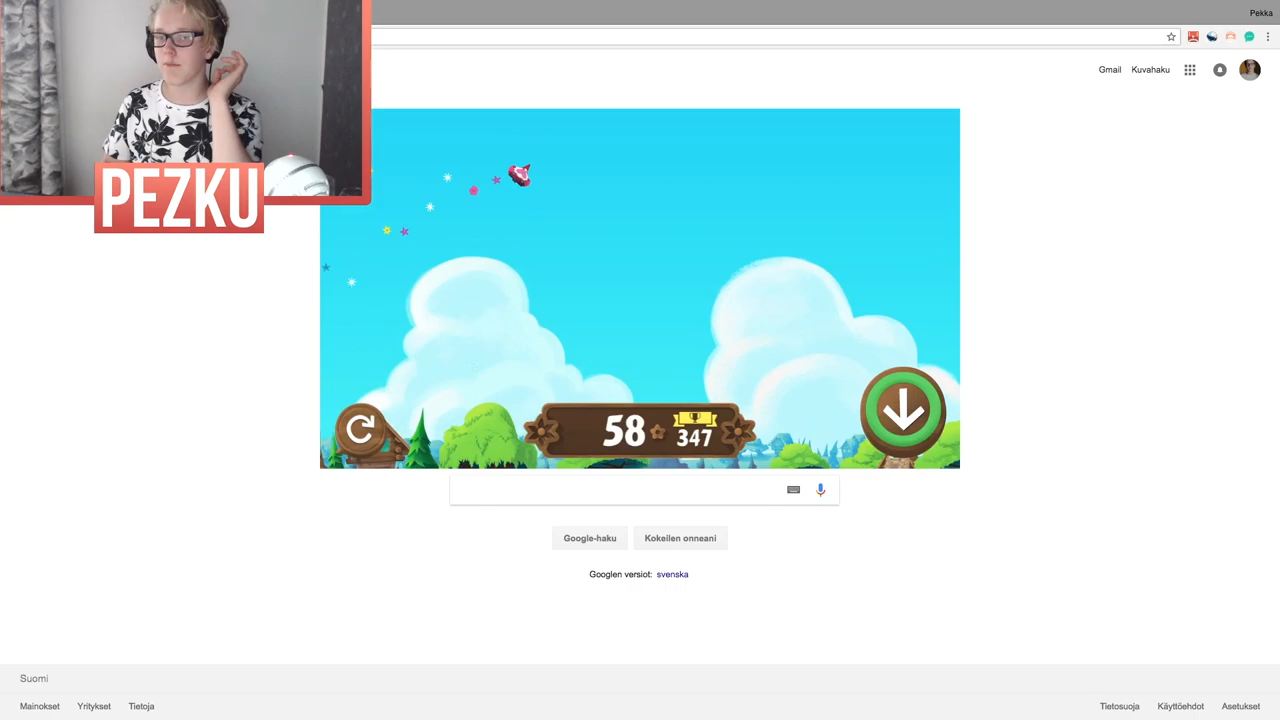 Pekka
Gmail Kuvahaku
PEZKU
58 347
Google-haku Kokeilen onneani
Googlen versiot: svenska
Suomi
Mainokset Yritykset Tietoja Tietosuoja Käyttöehdot Asetukset